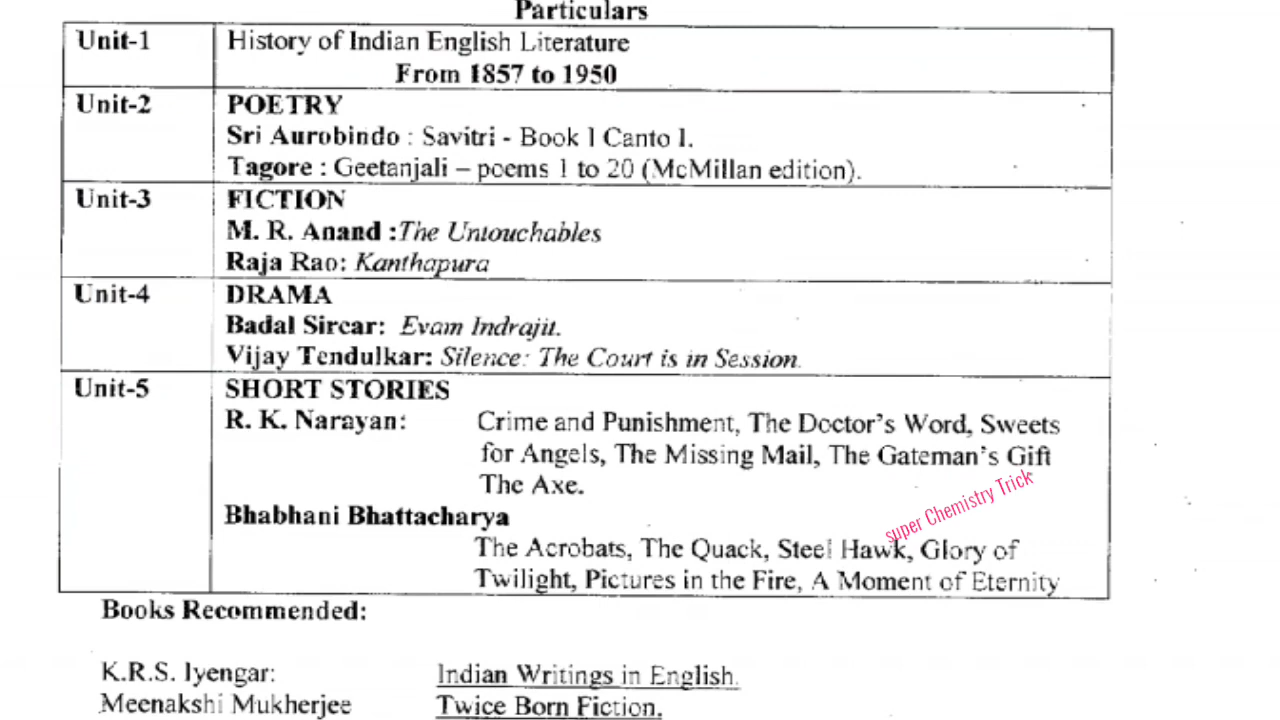 Particulars
Unit-1 History of Indian English Literature
From 1857 to 1950
Unit-2 POETRY
Sri Aurobindo : Savitri - Book I Canto I.
Tagore : Geetanjali – poems 1 to 20 (McMillan edition).
Unit-3 FICTION
M. R. Anand :The Untouchables
Raja Rao: Kanthapura
Unit-4 DRAMA
Badal Sircar: Evam Indrajit.
Vijay Tendulkar: Silence: The Court is in Session.
Unit-5 SHORT STORIES
R. K. Narayan: Crime and Punishment, The Doctor's Word, Sweets
for Angels, The Missing Mail, The Gateman's Gift
The Axe.
super Chemistry Trick
Bhabhani Bhattacharya
The Acrobats, The Quack, Steel Hawk, Glory of
Twilight, Pictures in the Fire, A Moment of Eternity
Books Recommended:
K.R.S. Iyengar: Indian Writings in English.
Meenakshi Mukherjee Twice Born Fiction.